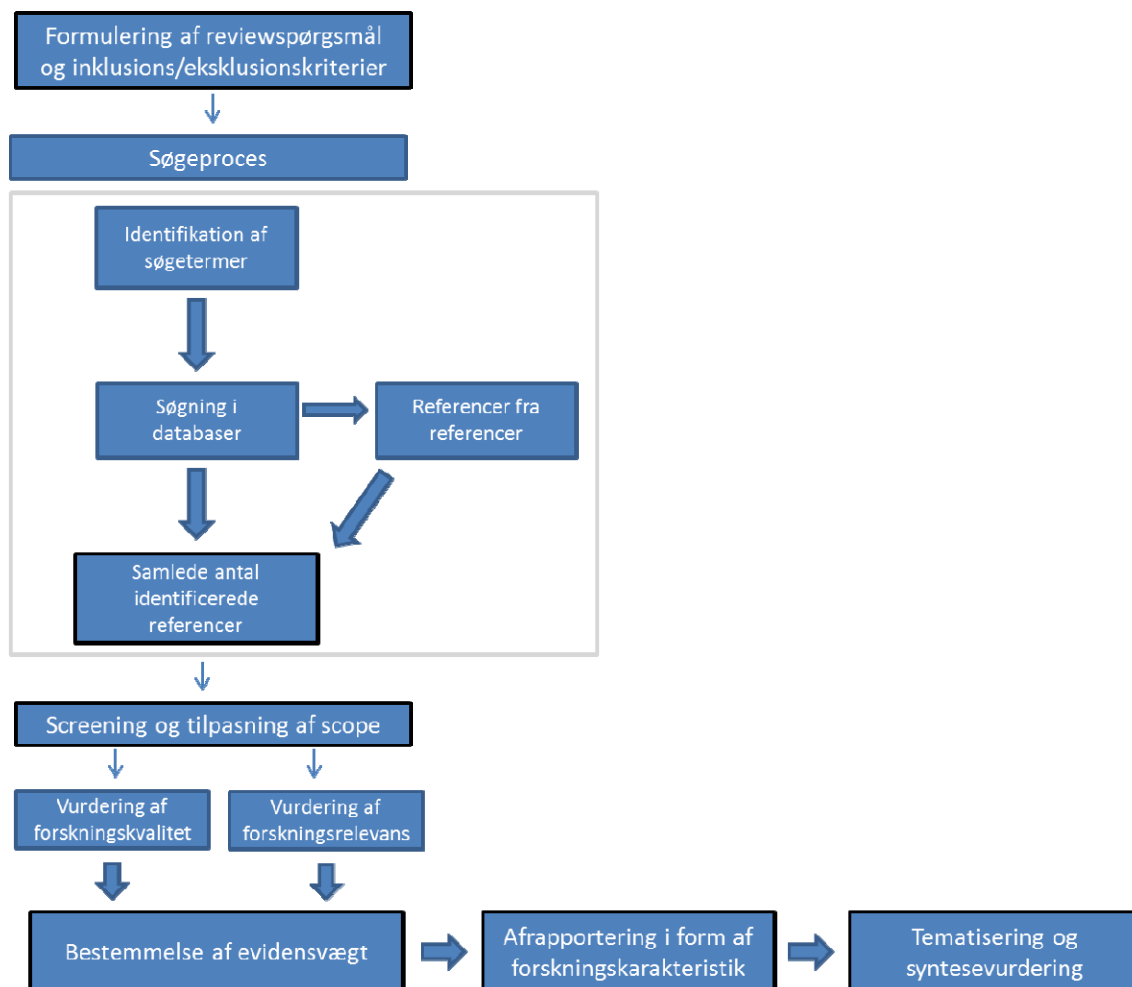 Formulering af reviewspørgsmål
og inklusions/eksklusionskriterier
Søgeproces
Identifikation af
søgetermer
Søgning i
databaser
Referencer fra
referencer
Samlede antal
identificerede
referencer
Screening og tilpasning af scope
Vurdering af
forskningskvalitet
Vurdering af
forskningsrelevans
Bestemmelse af evidensvægt
Afrapportering i form af
forskningskarakteristik
Tematisering og
syntesevurdering